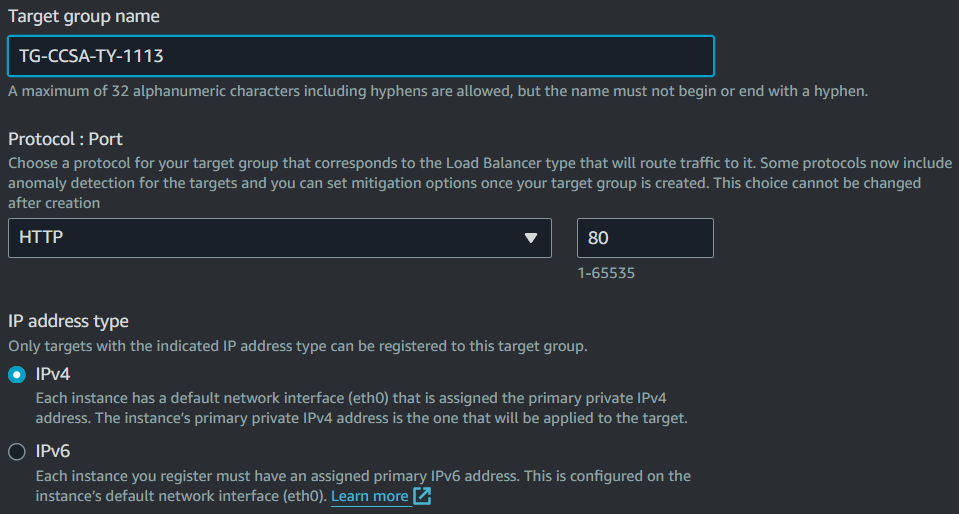 Target group name
TG-CCSA-TY-1113
A maximum of 32 alphanumeric characters including hyphens are allowed, but the name must not begin or end with a hyphen.
Protocol : Port
Choose a protocol for your target group that corresponds to the Load Balancer type that will route traffic to it. Some protocols now include
anomaly detection for the targets and you can set mitigation options once your target group is created. This choice cannot be changed
after creation
HTTP
80
1-65535
IP address type
Only targets with the indicated IP address type can be registered to this target group.
IPv4
Each instance has a default network interface (eth0) that is assigned the primary private IPv4
address. The instance's primary private IPv4 address is the one that will be applied to the target.
IPv6
Each instance you register must have an assigned primary IPv6 address. This is configured on the
instance's default network interface (eth0). Learn more